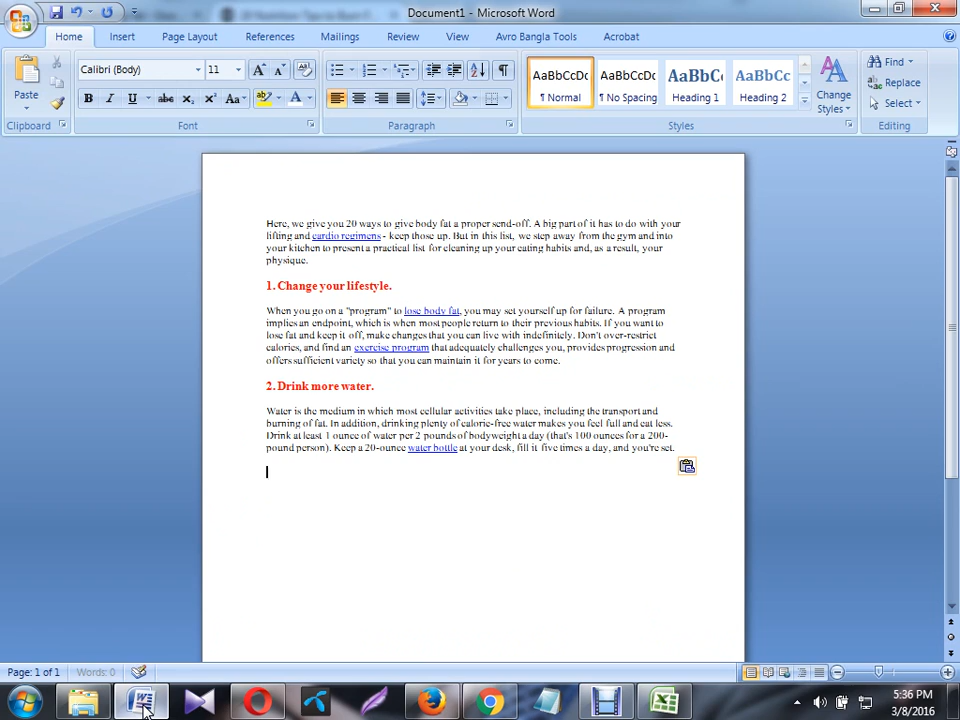 Document1 - Microsoft Word
Home Insert Page Layout References Mailings Review View Avro Bangla Tools Acrobat
Calibri (Body) 11
Paste
Clipboard
Font
Paragraph
AaBbCcDc AaBbCcDc AaBbCc AaBbCc
¶ Normal ¶ No Spacing Heading 1 Heading 2
Change Styles
Styles
Find
Replace
Select
Editing
Here, we give you 20 ways to give body fat a proper send-off. A big part of it has to do with your
lifting and cardio regimens - keep those up. But in this list, we step away from the gym and into
your kitchen to present a practical list for cleaning up your eating habits and, as a result, your
physique.
1. Change your lifestyle.
When you go on a "program" to lose body fat, you may set yourself up for failure. A program
implies an endpoint, which is when most people return to their previous habits. If you want to
lose fat and keep it off, make changes that you can live with indefinitely. Don't over-restrict
calories, and find an exercise program that adequately challenges you, provides progression and
offers sufficient variety so that you can maintain it for years to come.
2. Drink more water.
Water is the medium in which most cellular activities take place, including the transport and
burning of fat. In addition, drinking plenty of calorie-free water makes you feel full and eat less.
Drink at least 1 ounce of water per 2 pounds of bodyweight a day (that's 100 ounces for a 200-
pound person). Keep a 20-ounce water bottle at your desk, fill it five times a day, and you're set.
Page: 1 of 1 Words: 0
5:36 PM
3/8/2016